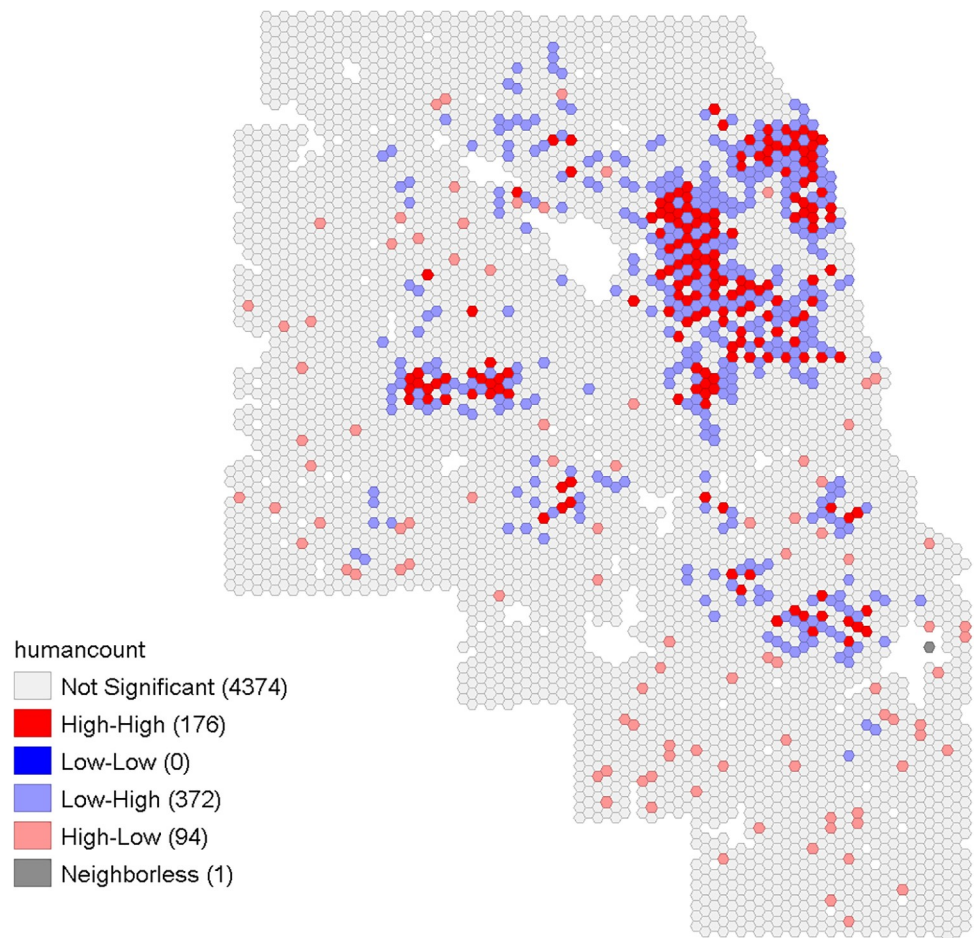 humancount
Not Significant (4374)
High-High (176)
Low-Low (0)
Low-High (372)
High-Low (94)
Neighborless (1)